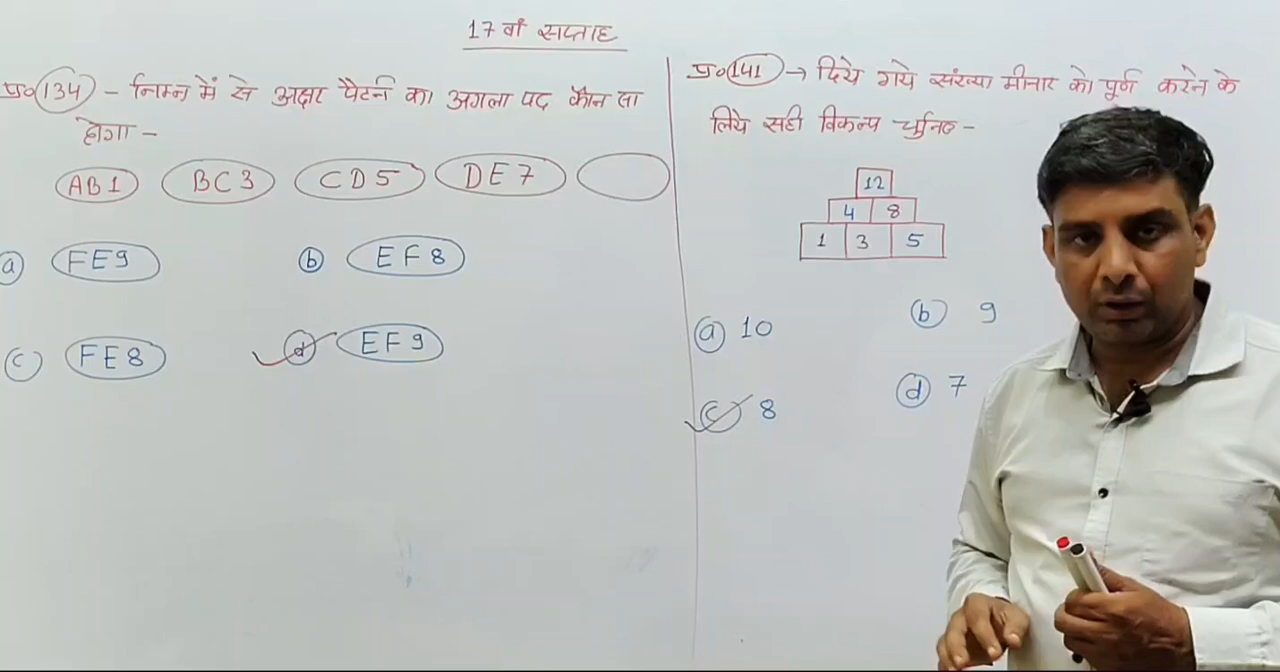 17 वाँ सप्ताह
प्र० 134 - निम्न में से अक्षर पैटर्न का अगला पद कौन सा
होगा -
AB1 BC3 CD5 DE7
a FE9 b EF8
c FE8 d EF9
प्र० 141 → दिये गये संख्या मीनार को पूर्ण करने के
लिये सही विकल्प चुनिए -
12
4 8
1 3 5
a 10 b 9
c 8 d 7